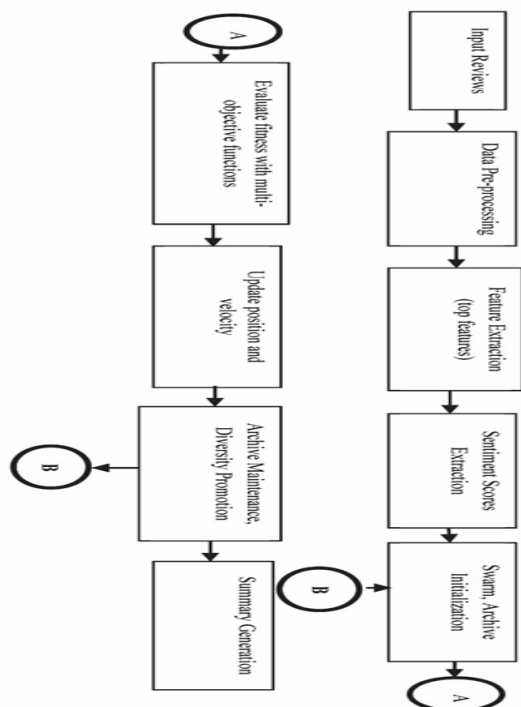 Input Reviews
Data Pre-processing
Feature Extraction
(top features)
Sentiment Scores
Extraction
Swarm, Archive
Initialization
A
B
A
Evaluate fitness with multi-
objective functions
Update position and
velocity
Archive Maintenance,
Diversity Promotion
B
Summary Generation